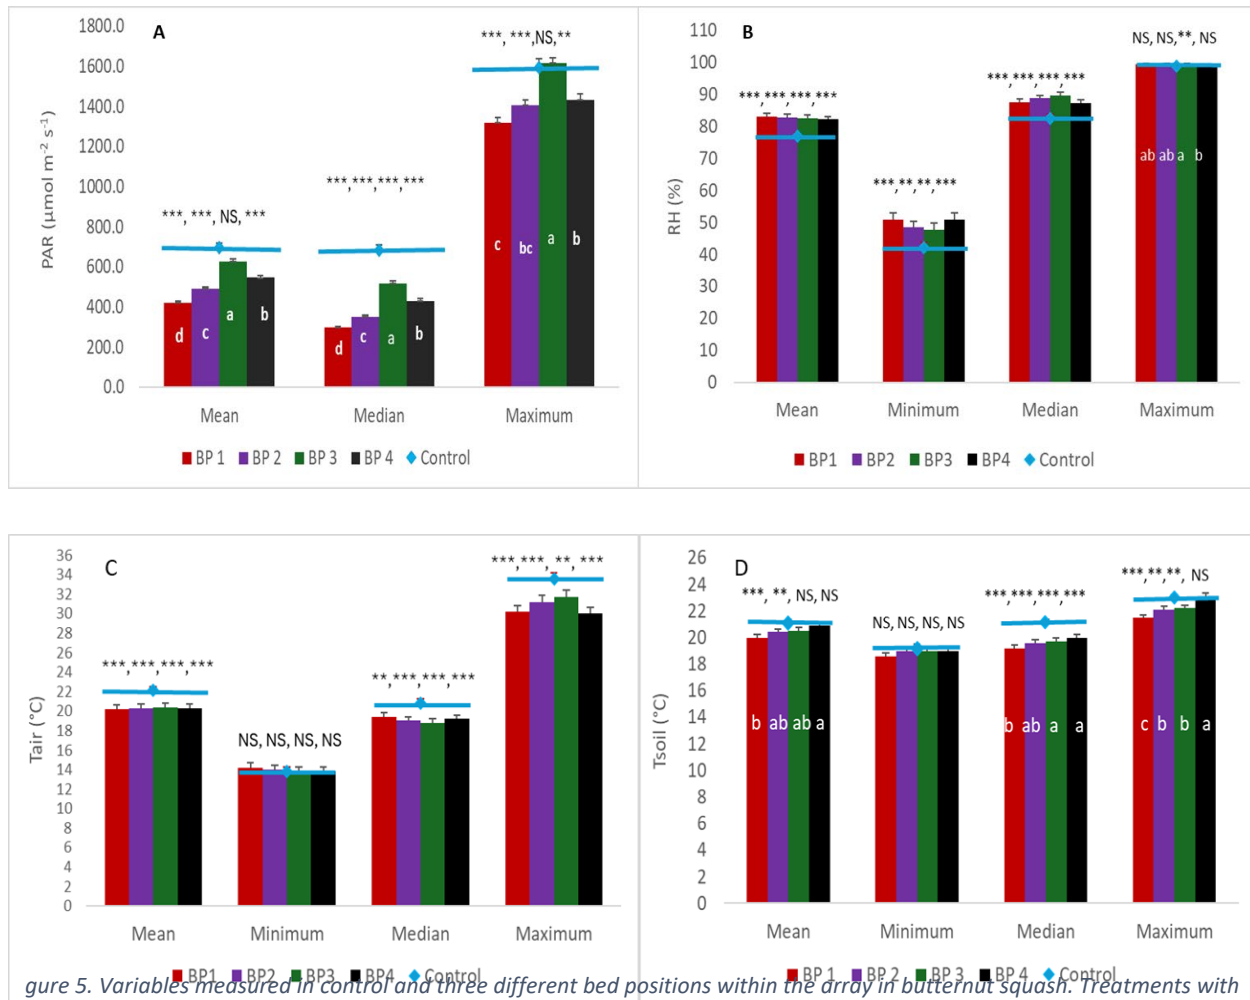 A
***, ***,NS,**
***,***,***,***
***, ***, NS, ***
PAR (µmol m⁻² s⁻¹)
1800.0
1600.0
1400.0
1200.0
1000.0
800.0
600.0
400.0
200.0
0.0
d c a b
d c a b
c bc a b
Mean Median Maximum
BP 1 BP 2 BP 3 BP 4 Control
B
NS, NS,**, NS
***,***,***,***
***,***,***,***
***,**,**,***
RH (%)
110
100
90
80
70
60
50
40
30
20
10
0
ab ab a b
Mean Minimum Median Maximum
BP1 BP2 BP3 BP4 Control
C
***,***, **, ***
***,***,***,***
**,***,***,***
NS, NS, NS, NS
Tair (°C)
36
34
32
30
28
26
24
22
20
18
16
14
12
10
8
6
4
2
0
Mean Minimum Median Maximum
BP1 BP2 BP3 BP4 Control
D
***,**,**, NS
***, **, NS, NS
***,***,***,***
NS, NS, NS, NS
Tsoil (°C)
26
24
22
20
18
16
14
12
10
8
6
4
2
0
b ab ab a
b ab a a
c b b a
Mean Minimum Median Maximum
BP 1 BP 2 BP 3 BP 4 Control
gure 5. Variables measured in control and three different bed positions within the array in butternut squash. Treatments with